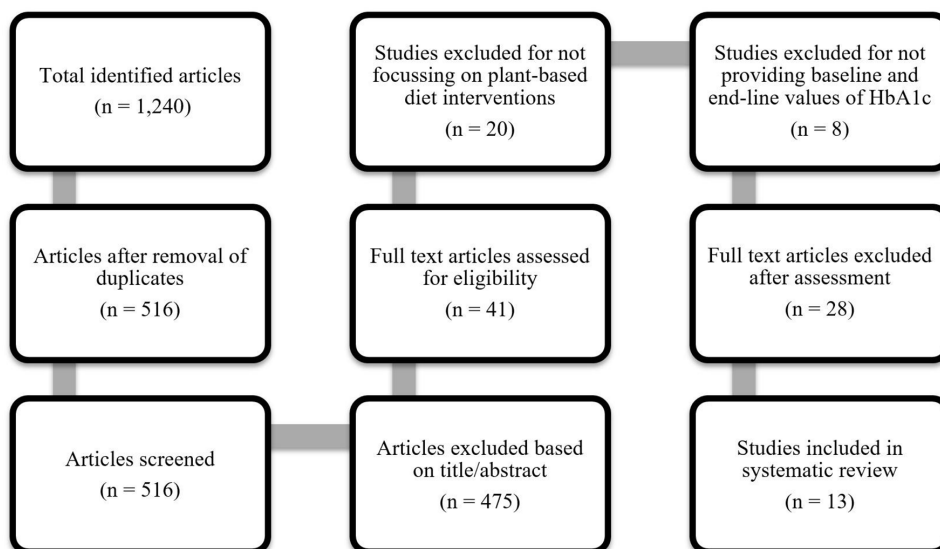 Total identified articles
(n = 1,240)
Articles after removal of
duplicates
(n = 516)
Articles screened
(n = 516)
Articles excluded based
on title/abstract
(n = 475)
Full text articles assessed
for eligibility
(n = 41)
Studies excluded for not
focussing on plant-based
diet interventions
(n = 20)
Studies excluded for not
providing baseline and
end-line values of HbA1c
(n = 8)
Full text articles excluded
after assessment
(n = 28)
Studies included in
systematic review
(n = 13)